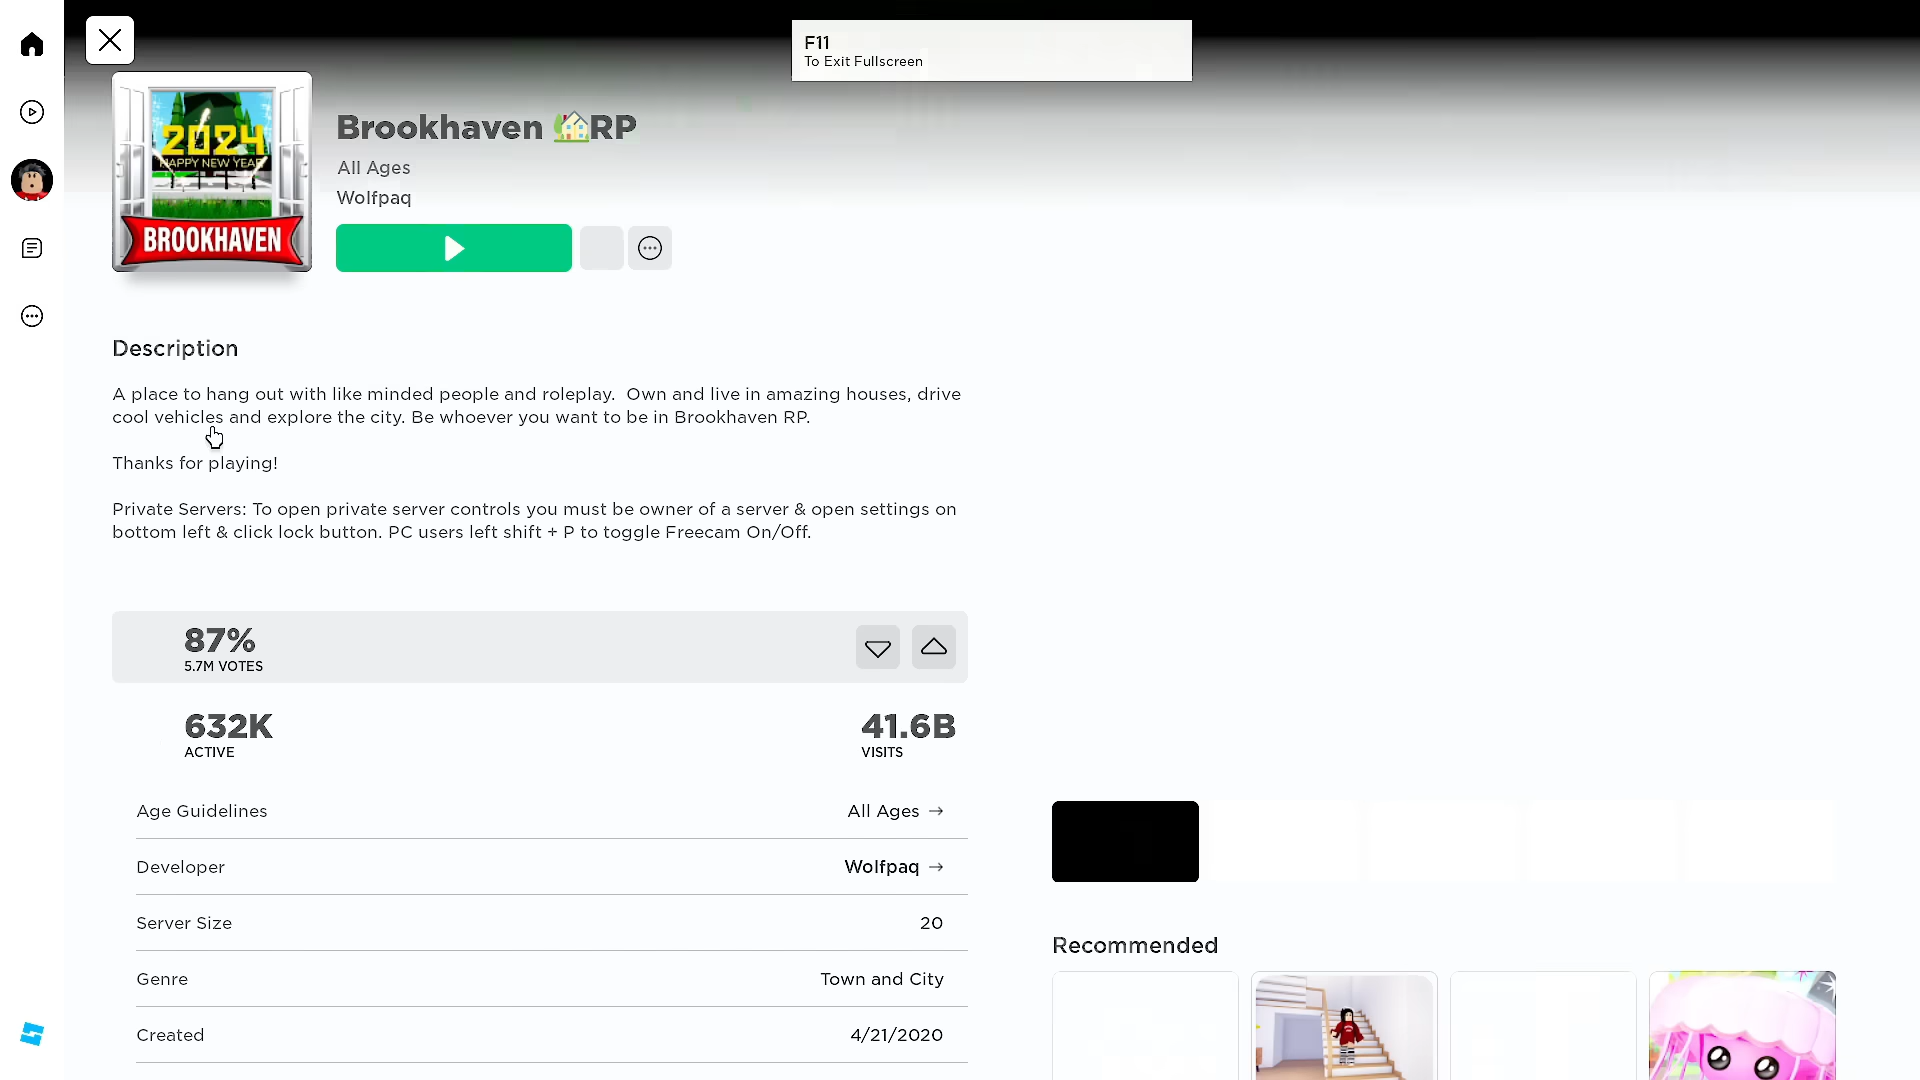 F11
To Exit Fullscreen
2024
HAPPY NEW YEAR
BROOKHAVEN
Brookhaven 🏡RP
All Ages
Wolfpaq
Description
A place to hang out with like minded people and roleplay.  Own and live in amazing houses, drive
cool vehicles and explore the city. Be whoever you want to be in Brookhaven RP.
Thanks for playing!
Private Servers: To open private server controls you must be owner of a server & open settings on
bottom left & click lock button. PC users left shift + P to toggle Freecam On/Off.
87%
5.7M VOTES
632K
ACTIVE
41.6B
VISITS
Age Guidelines All Ages →
Developer Wolfpaq →
Server Size 20
Genre Town and City
Created 4/21/2020
Recommended